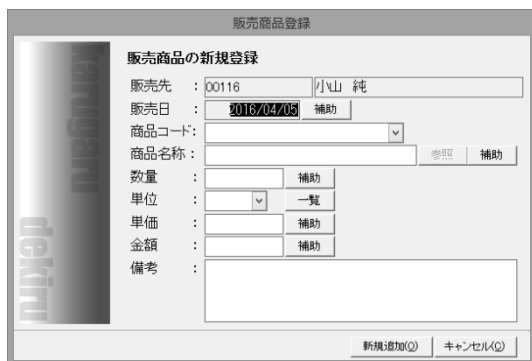 販売商品登録
販売商品の新規登録
販売先 : 00116 小山 純
販売日 : 2016/04/05 補助
商品コード:
商品名称 : 参照 補助
数量 : 補助
単位 : 一覧
単価 : 補助
金額 : 補助
備考 :
karugaru
dekiru
新規追加(O) キャンセル(C)